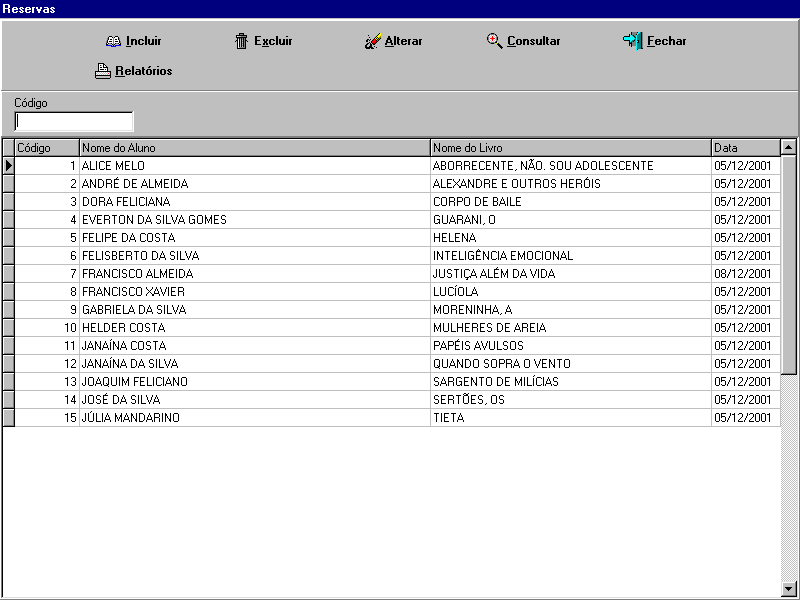 Reservas
Incluir Excluir Alterar Consultar Fechar
Relatórios
Código
Código Nome do Aluno Nome do Livro Data
1 ALICE MELO ABORRECENTE, NÃO. SOU ADOLESCENTE 05/12/2001
2 ANDRÉ DE ALMEIDA ALEXANDRE E OUTROS HERÓIS 05/12/2001
3 DORA FELICIANA CORPO DE BAILE 05/12/2001
4 EVERTON DA SILVA GOMES GUARANI, O 05/12/2001
5 FELIPE DA COSTA HELENA 05/12/2001
6 FELISBERTO DA SILVA INTELIGÊNCIA EMOCIONAL 05/12/2001
7 FRANCISCO ALMEIDA JUSTIÇA ALÉM DA VIDA 08/12/2001
8 FRANCISCO XAVIER LUCÍOLA 05/12/2001
9 GABRIELA DA SILVA MORENINHA, A 05/12/2001
10 HELDER COSTA MULHERES DE AREIA 05/12/2001
11 JANAÍNA COSTA PAPÉIS AVULSOS 05/12/2001
12 JANAÍNA DA SILVA QUANDO SOPRA O VENTO 05/12/2001
13 JOAQUIM FELICIANO SARGENTO DE MILÍCIAS 05/12/2001
14 JOSÉ DA SILVA SERTÕES, OS 05/12/2001
15 JÚLIA MANDARINO TIETA 05/12/2001